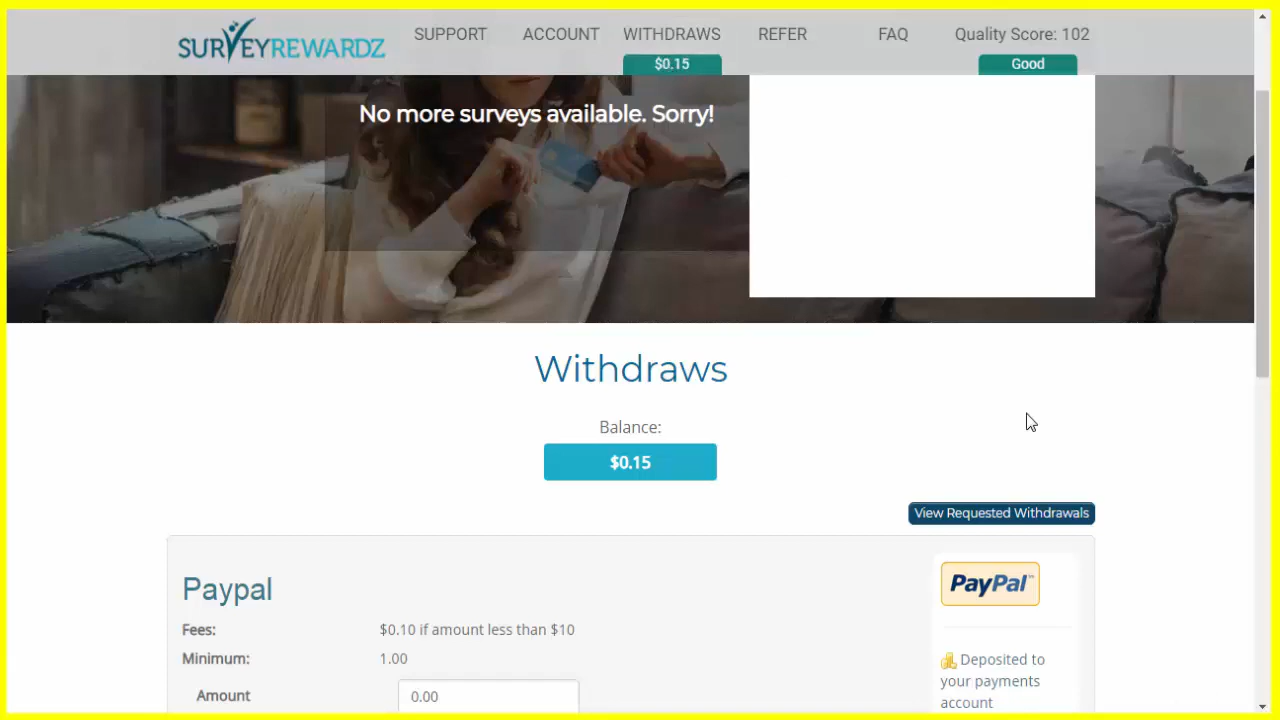 SURVEYREWARDZ
SUPPORT
ACCOUNT
WITHDRAWS
$0.15
REFER
FAQ
Quality Score: 102
Good
No more surveys available. Sorry!
Withdraws
Balance:
$0.15
View Requested Withdrawals
Paypal
Fees: $0.10 if amount less than $10
Minimum: 1.00
Amount 0.00
PayPal™
Deposited to
your payments
account